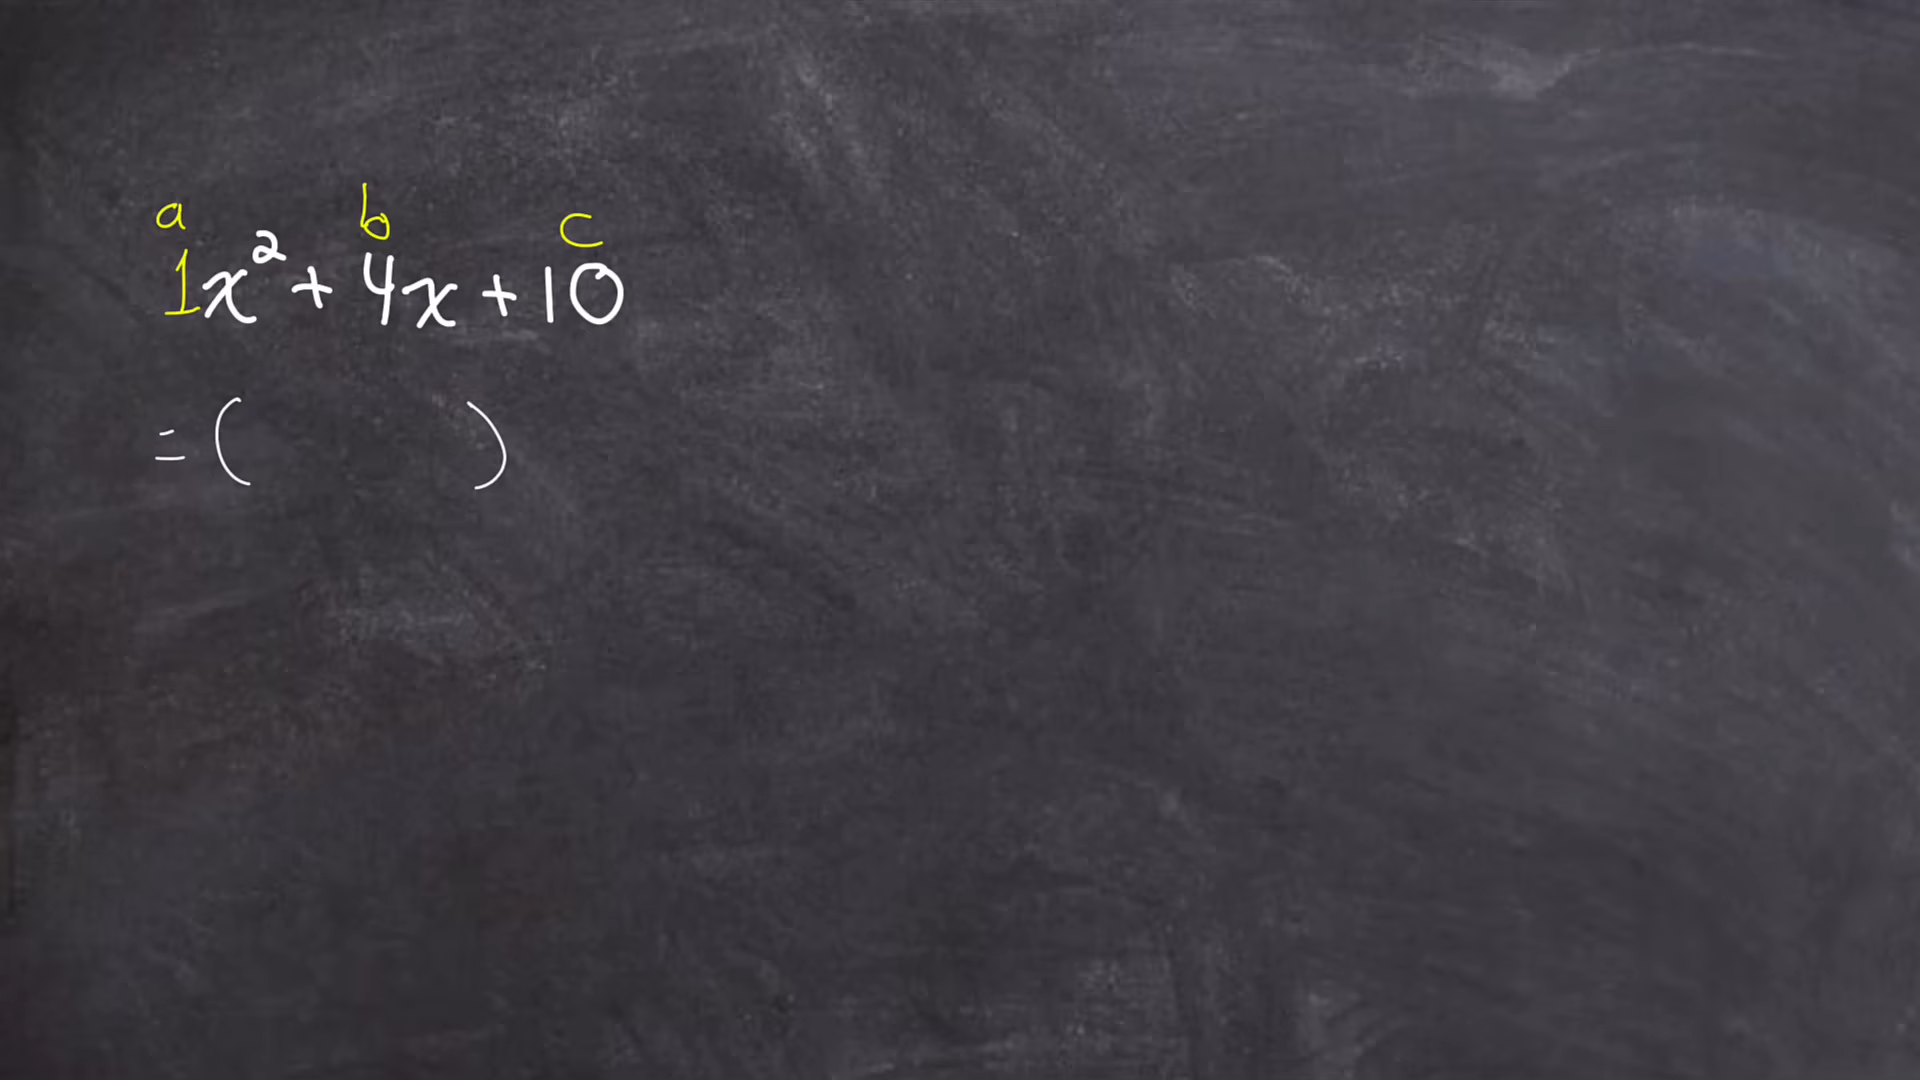 a b c
1x² + 4x + 10
= ( )